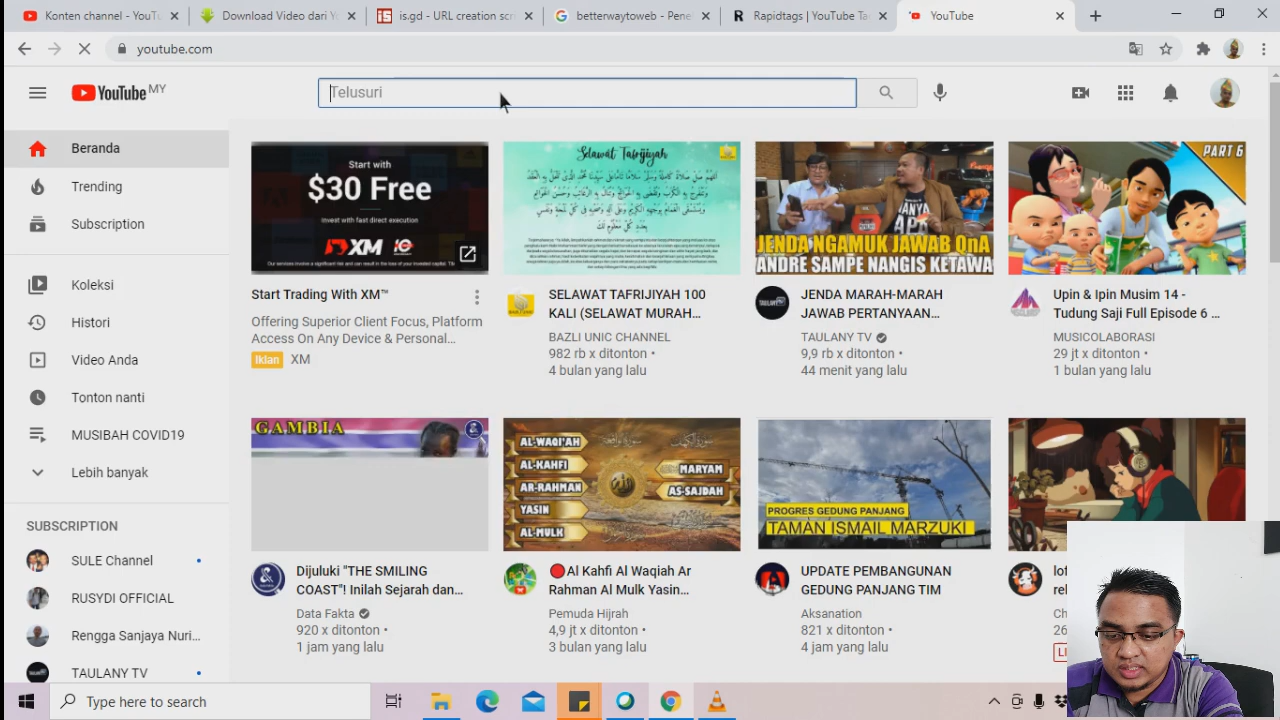 Konten channel - YouT
Download Video dari Y
is.gd - URL creation scr
betterwaytoweb - Pene
Rapidtags | YouTube Ta
YouTube
youtube.com
YouTube MY
Telusuri
Beranda
Trending
Subscription
Koleksi
Histori
Video Anda
Tonton nanti
MUSIBAH COVID19
Lebih banyak
SUBSCRIPTION
SULE Channel
RUSYDI OFFICIAL
Rengga Sanjaya Nuri...
TAULANY TV
Start with
$30 Free
Invest with fast direct execution
XM
Start Trading With XM™
Offering Superior Client Focus, Platform
Access On Any Device & Personal...
Iklan XM
Selawat Tafrijiyah
SELAWAT TAFRIJIYAH 100
KALI (SELAWAT MURAH...
BAZLI UNIC CHANNEL
982 rb x ditonton •
4 bulan yang lalu
JENDA NGAMUK JAWAB QnA
ANDRE SAMPE NANGIS KETAWA
JENDA MARAH-MARAH
JAWAB PERTANYAAN...
TAULANY TV
9,9 rb x ditonton •
44 menit yang lalu
PART 6
Upin & Ipin Musim 14 -
Tudung Saji Full Episode 6 ...
MUSICOLABORASI
29 jt x ditonton •
1 bulan yang lalu
GAMBIA
Dijuluki "THE SMILING
COAST"! Inilah Sejarah dan...
Data Fakta
920 x ditonton •
1 jam yang lalu
AL-WAQI'AH
AL-KAHFI
AR-RAHMAN
YASIN
AL-MULK
MARYAM
AS-SAJDAH
Al Kahfi Al Waqiah Ar
Rahman Al Mulk Yasin...
Pemuda Hijrah
4,9 jt x ditonton •
3 bulan yang lalu
PROGRES GEDUNG PANJANG
TAMAN ISMAIL MARZUKI
UPDATE PEMBANGUNAN
GEDUNG PANJANG TIM
Aksanation
821 x ditonton •
4 jam yang lalu
lof
Ch
26
Type here to search